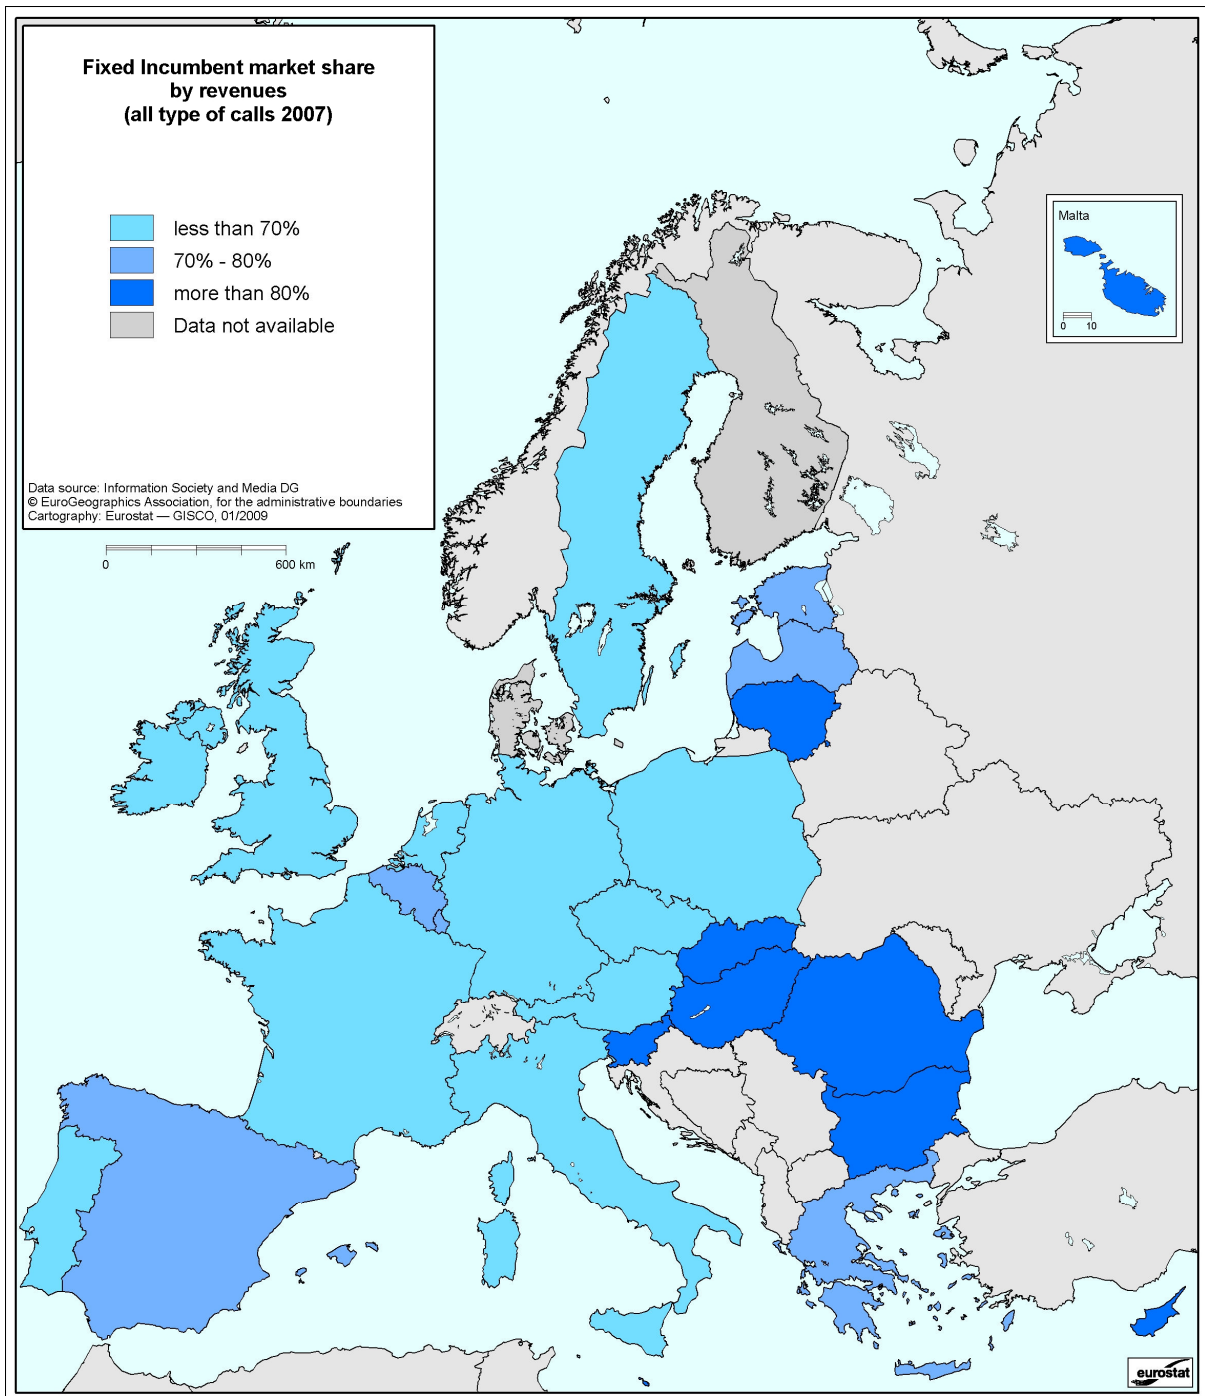 Fixed Incumbent market share
by revenues
(all type of calls 2007)
less than 70%
70% - 80%
more than 80%
Data not available
Data source: Information Society and Media DG
© EuroGeographics Association, for the administrative boundaries
Cartography: Eurostat — GISCO, 01/2009
0 600 km
Malta
0 10
eurostat